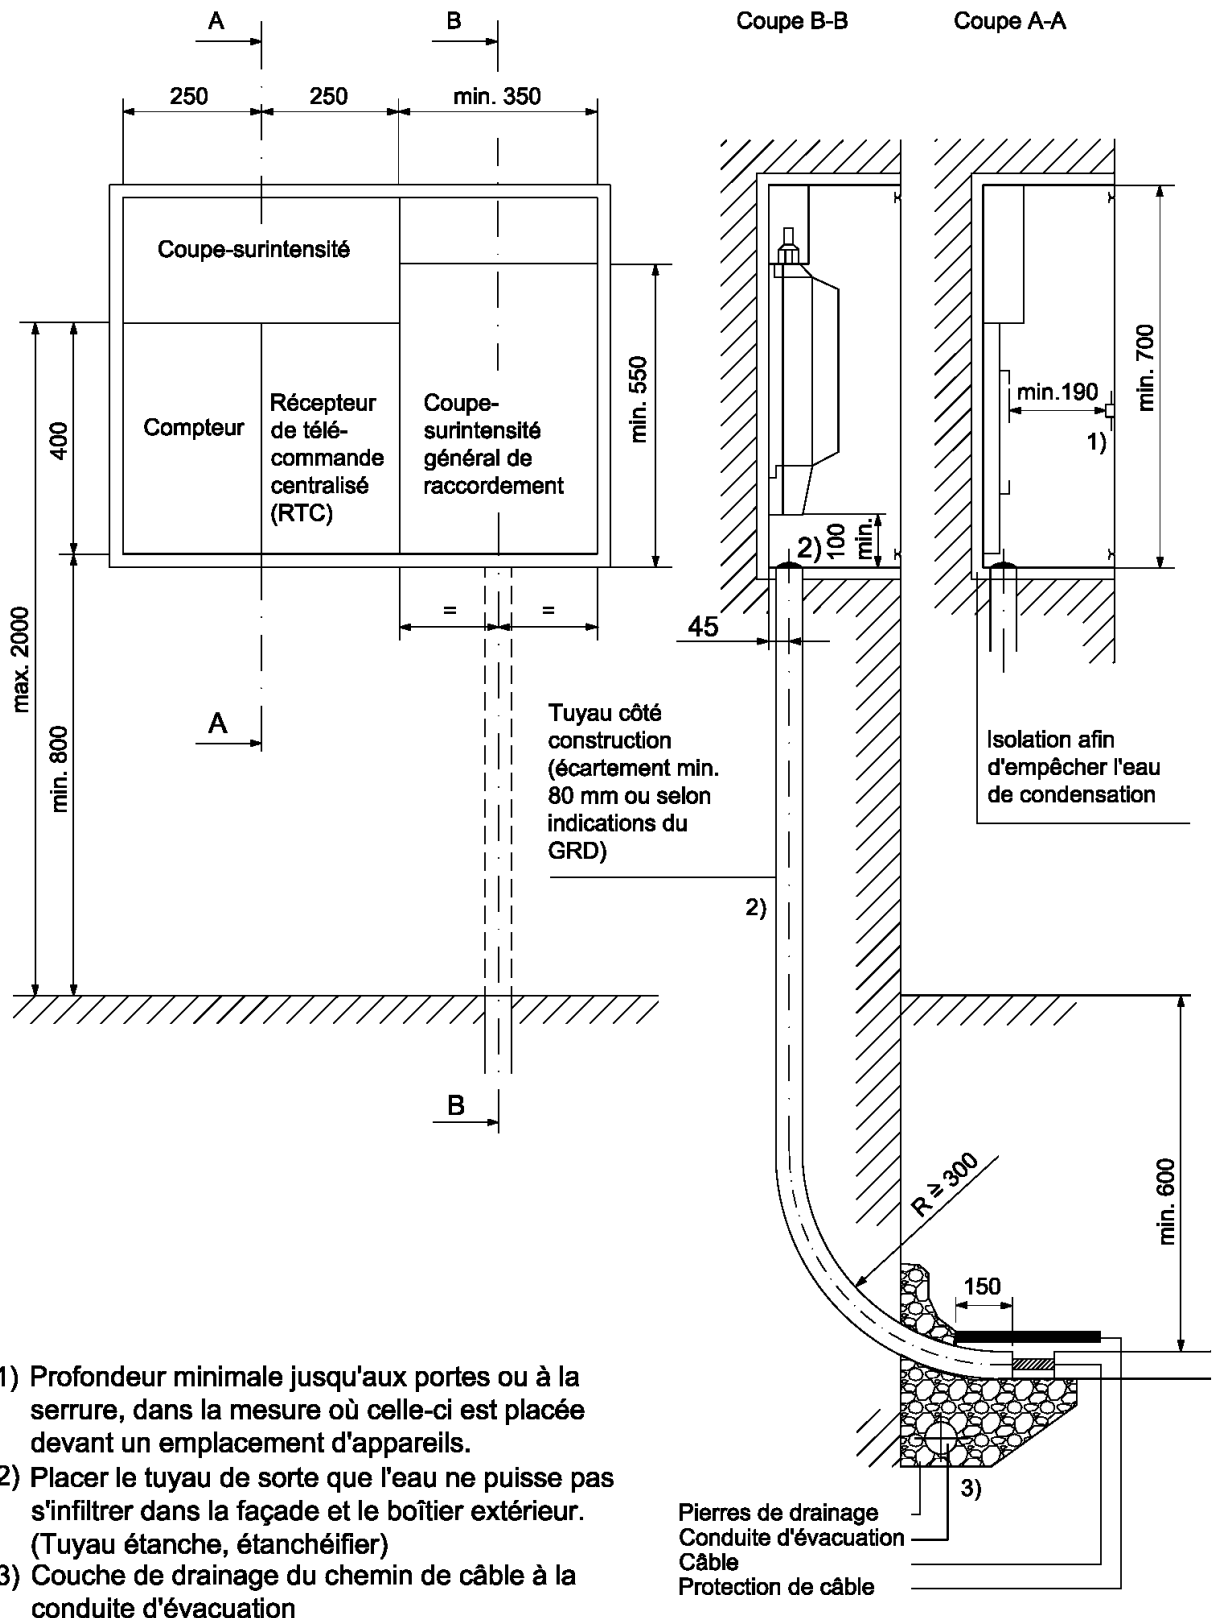 A
B
Coupe B-B
Coupe A-A
250
250
min. 350
Coupe-surintensité
Compteur
Récepteur
de télé-
commande
centralisé
(RTC)
Coupe-
surintensité
général de
raccordement
400
max. 2000
min. 800
min. 550
=
=
A
B
2)
100
min.
45
min.190
1)
min. 700
Tuyau côté
construction
(écartement min.
80 mm ou selon
indications du
GRD)
2)
Isolation afin
d'empêcher l'eau
de condensation
R ≥ 300
150
min. 600
3)
Pierres de drainage
Conduite d'évacuation
Câble
Protection de câble
1) Profondeur minimale jusqu'aux portes ou à la
serrure, dans la mesure où celle-ci est placée
devant un emplacement d'appareils.
2) Placer le tuyau de sorte que l'eau ne puisse pas
s'infiltrer dans la façade et le boîtier extérieur.
(Tuyau étanche, étanchéifier)
3) Couche de drainage du chemin de câble à la
conduite d'évacuation